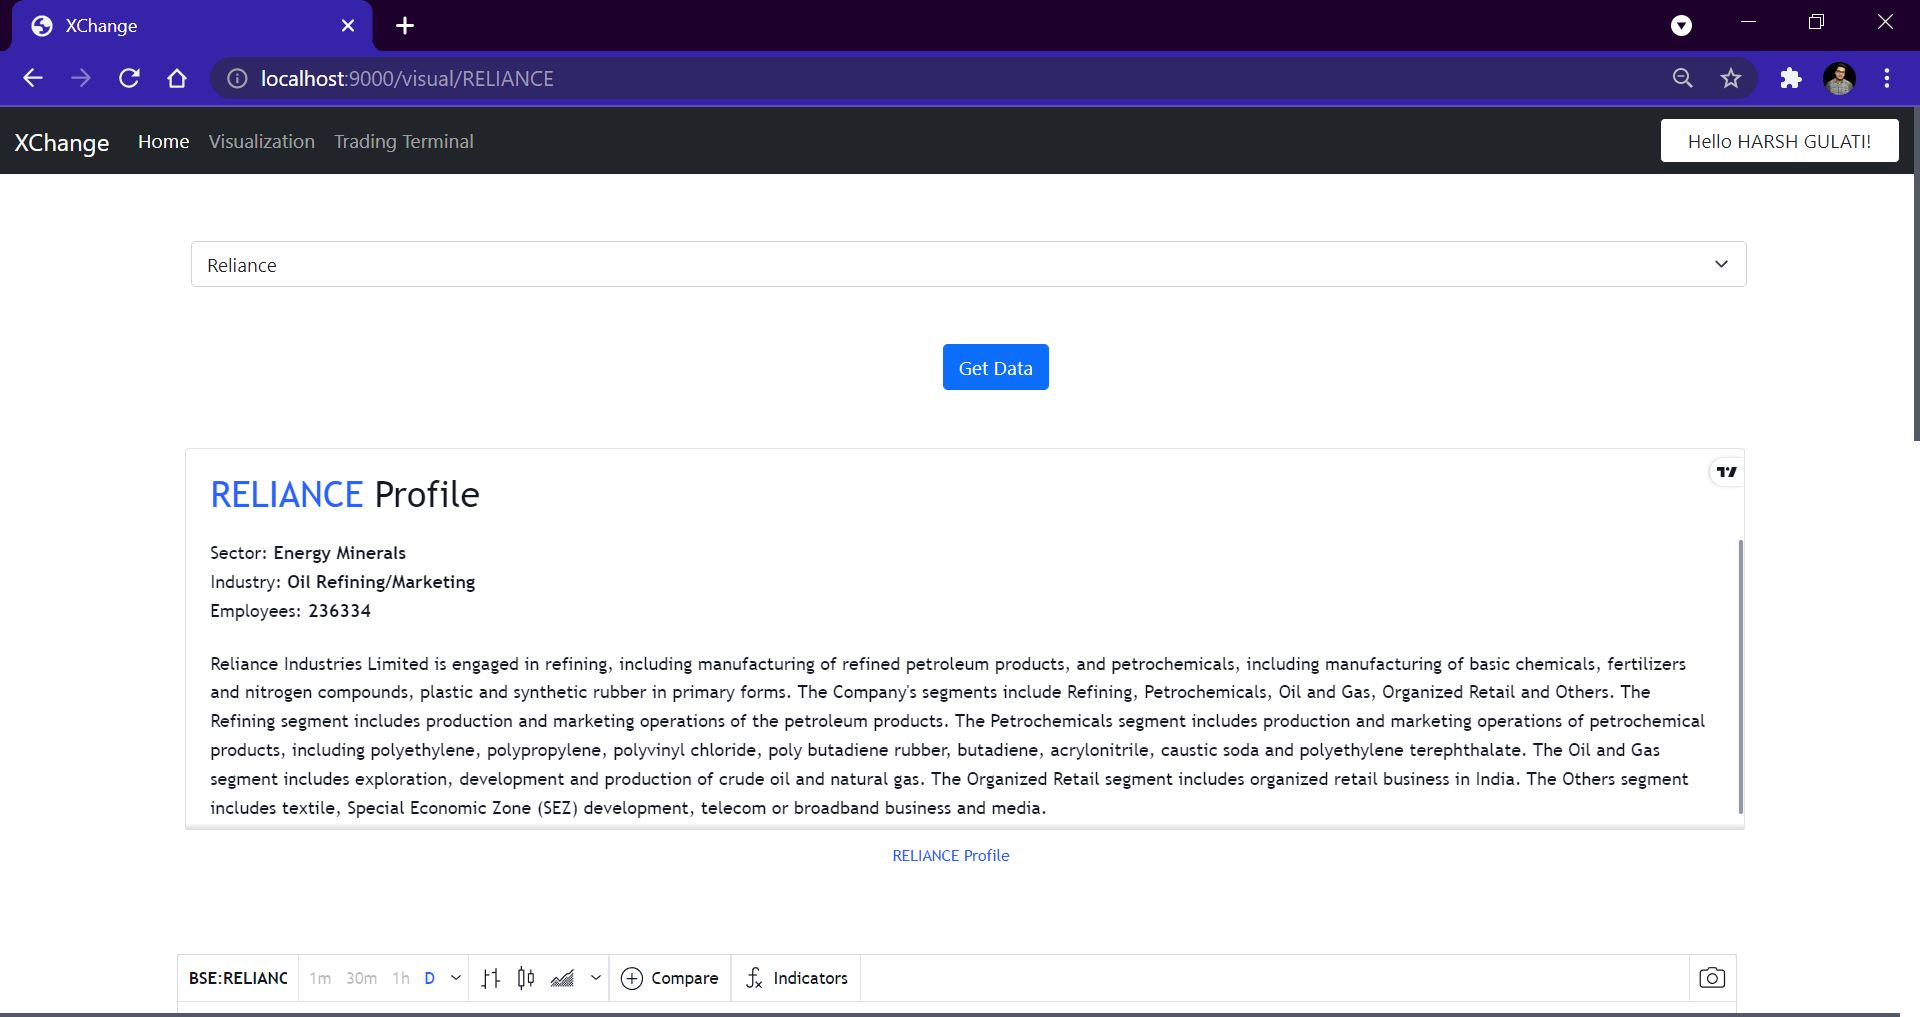 XChange
localhost:9000/visual/RELIANCE
XChange Home Visualization Trading Terminal Hello HARSH GULATI!
Reliance
Get Data
RELIANCE Profile
Sector: Energy Minerals
Industry: Oil Refining/Marketing
Employees: 236334
Reliance Industries Limited is engaged in refining, including manufacturing of refined petroleum products, and petrochemicals, including manufacturing of basic chemicals, fertilizers
and nitrogen compounds, plastic and synthetic rubber in primary forms. The Company's segments include Refining, Petrochemicals, Oil and Gas, Organized Retail and Others. The
Refining segment includes production and marketing operations of the petroleum products. The Petrochemicals segment includes production and marketing operations of petrochemical
products, including polyethylene, polypropylene, polyvinyl chloride, poly butadiene rubber, butadiene, acrylonitrile, caustic soda and polyethylene terephthalate. The Oil and Gas
segment includes exploration, development and production of crude oil and natural gas. The Organized Retail segment includes organized retail business in India. The Others segment
includes textile, Special Economic Zone (SEZ) development, telecom or broadband business and media.
RELIANCE Profile
BSE:RELIANC 1m 30m 1h D Compare Indicators